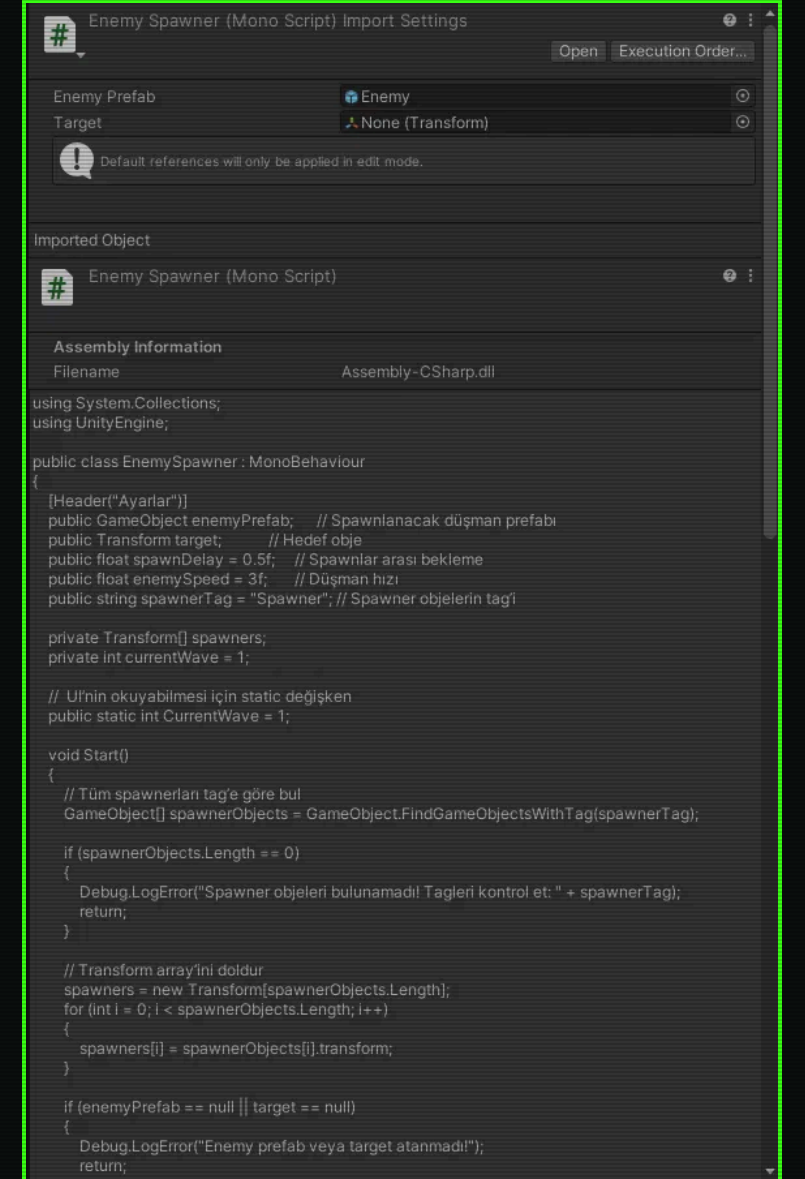 Enemy Spawner (Mono Script) Import Settings
Open Execution Order...
Enemy Prefab Enemy
Target None (Transform)
Default references will only be applied in edit mode.
Imported Object
# Enemy Spawner (Mono Script)
Assembly Information
Filename Assembly-CSharp.dll
using System.Collections;
using UnityEngine;
public class EnemySpawner : MonoBehaviour
{
[Header("Ayarlar")]
public GameObject enemyPrefab; // Spawnlanacak düşman prefabı
public Transform target; // Hedef obje
public float spawnDelay = 0.5f; // Spawnlar arası bekleme
public float enemySpeed = 3f; // Düşman hızı
public string spawnerTag = "Spawner"; // Spawner objelerin tag'i
private Transform[] spawners;
private int currentWave = 1;
// UI'nin okuyabilmesi için static değişken
public static int CurrentWave = 1;
void Start()
{
// Tüm spawnerları tag'e göre bul
GameObject[] spawnerObjects = GameObject.FindGameObjectsWithTag(spawnerTag);
if (spawnerObjects.Length == 0)
{
Debug.LogError("Spawner objeleri bulunamadı! Tagleri kontrol et: " + spawnerTag);
return;
}
// Transform array'ini doldur
spawners = new Transform[spawnerObjects.Length];
for (int i = 0; i < spawnerObjects.Length; i++)
{
spawners[i] = spawnerObjects[i].transform;
}
if (enemyPrefab == null || target == null)
{
Debug.LogError("Enemy prefab veya target atanmadı!");
return;